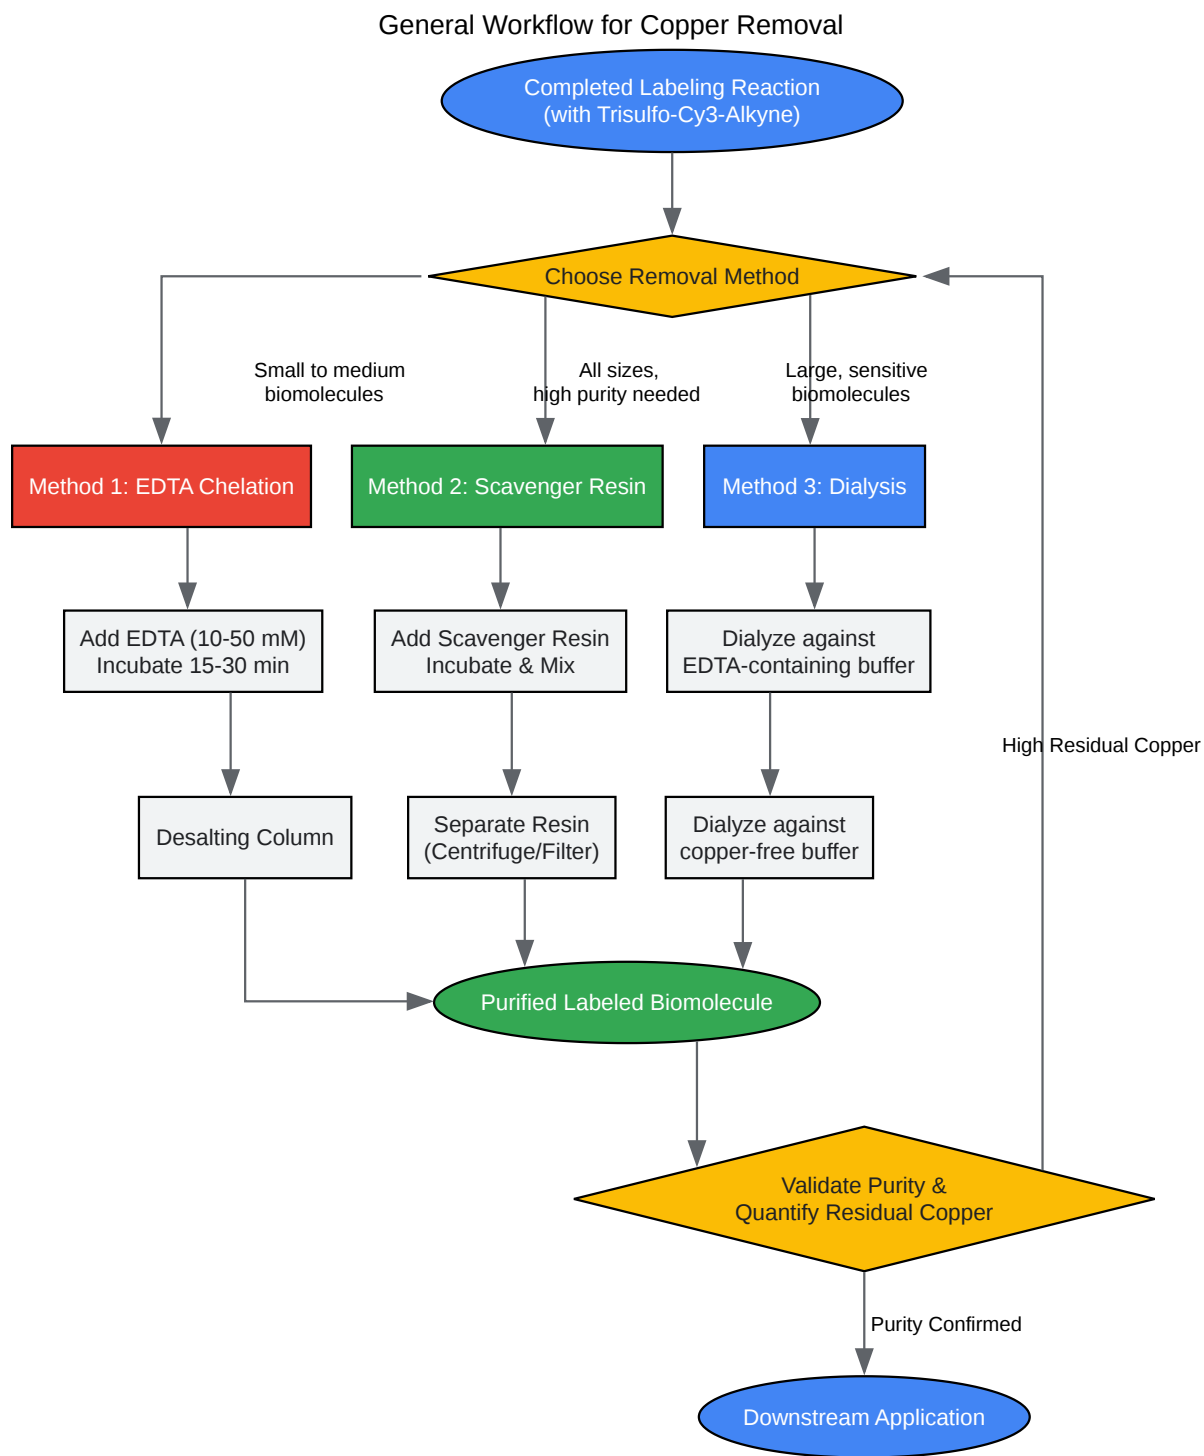 General Workflow for Copper Removal
Completed Labeling Reaction
(with Trisulfo-Cy3-Alkyne)
Choose Removal Method
Small to medium
biomolecules
All sizes,
high purity needed
Large, sensitive
biomolecules
Method 1: EDTA Chelation
Method 2: Scavenger Resin
Method 3: Dialysis
Add EDTA (10-50 mM)
Incubate 15-30 min
Add Scavenger Resin
Incubate & Mix
Dialyze against
EDTA-containing buffer
High Residual Copper
Desalting Column
Separate Resin
(Centrifuge/Filter)
Dialyze against
copper-free buffer
Purified Labeled Biomolecule
Validate Purity &
Quantify Residual Copper
Purity Confirmed
Downstream Application